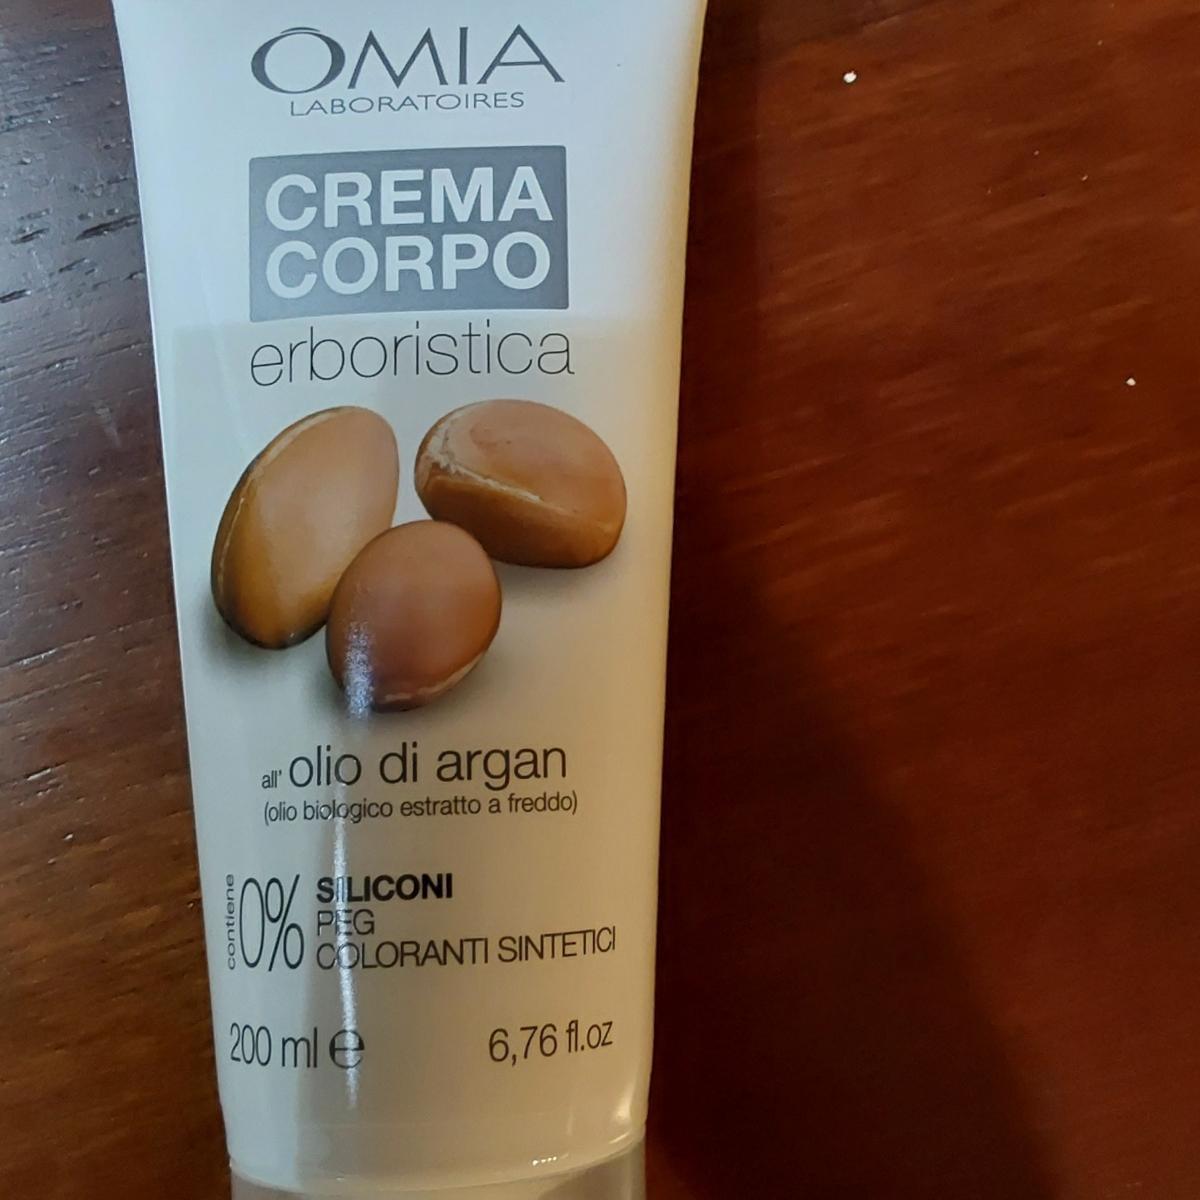 OMIA
LABORATOIRES
CREMA
CORPO
erboristica
all' olio di argan
(olio biologico estratto a freddo)
contiene
0%
SILICONI
PEG
COLORANTI SINTETICI
200 ml e 6,76 fl.oz